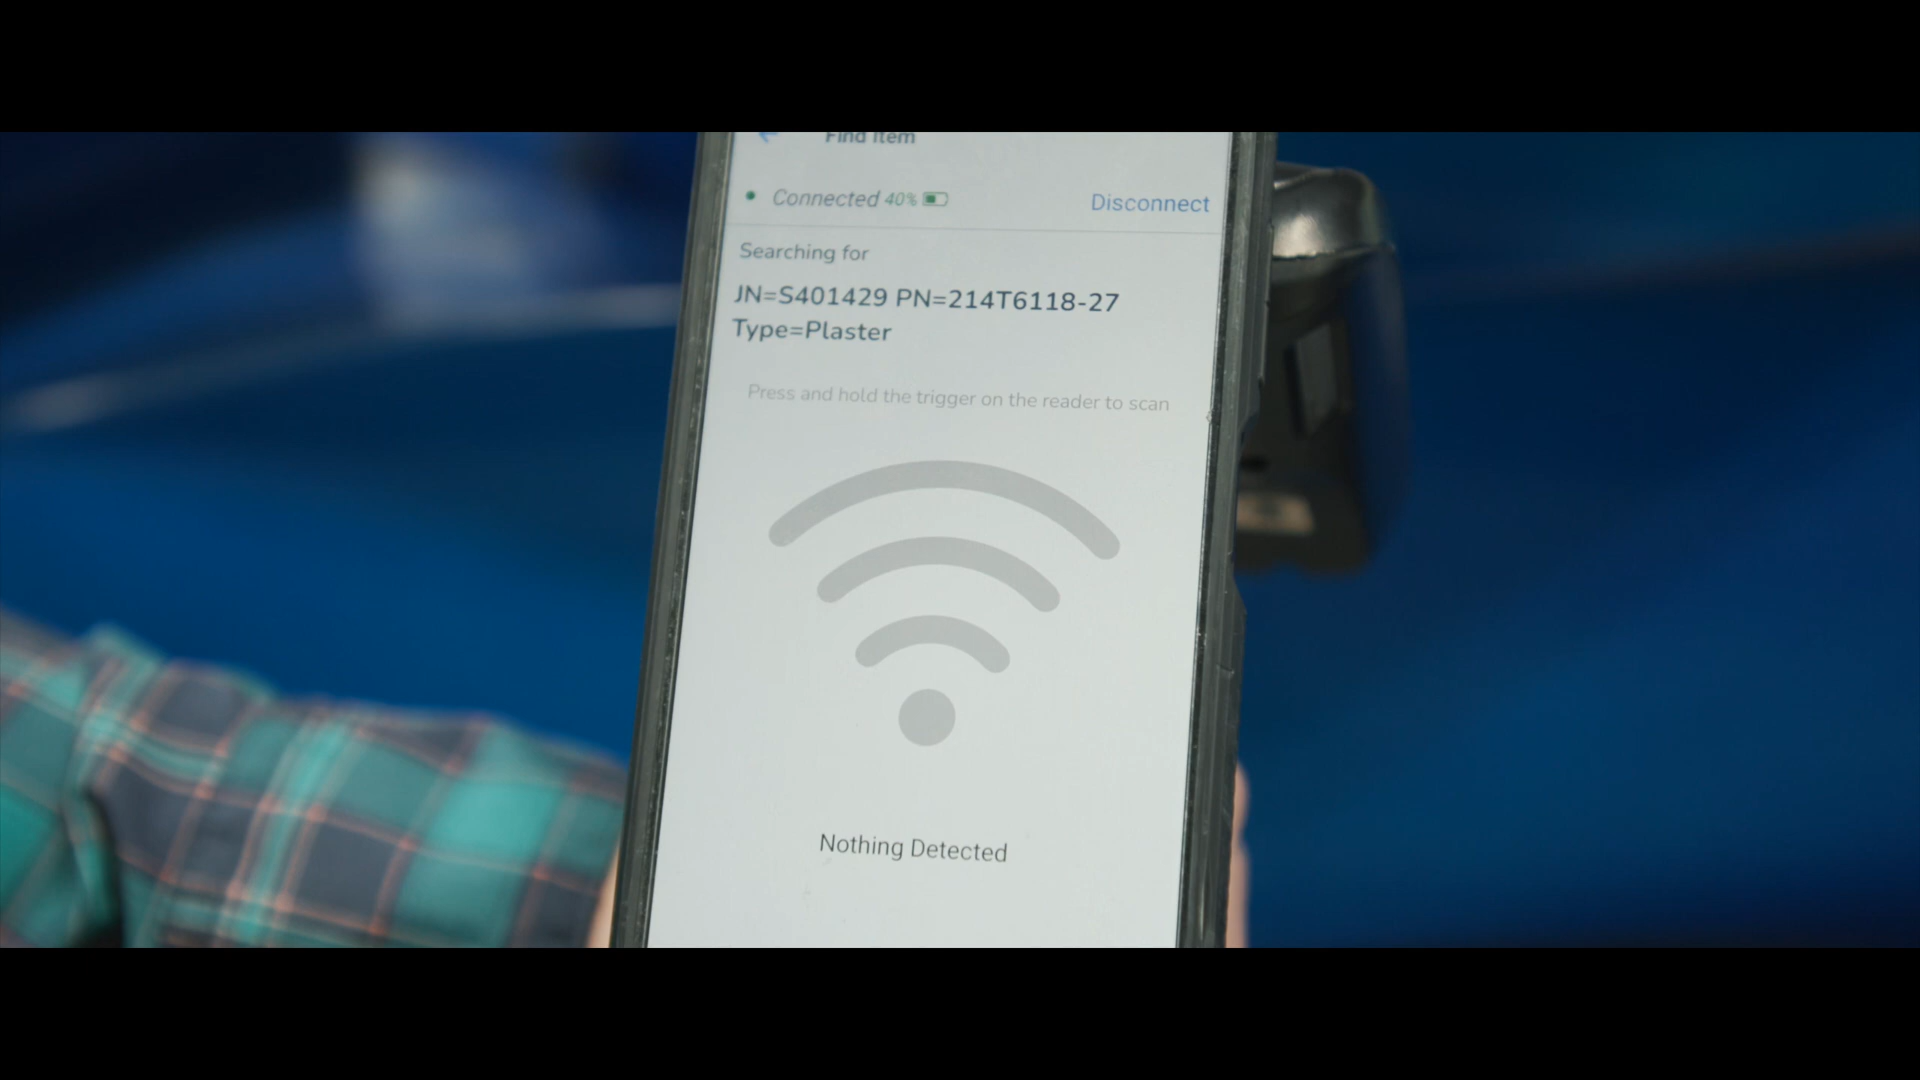 Find Item
Connected 40%
Disconnect
Searching for
JN=S401429 PN=214T6118-27
Type=Plaster
Press and hold the trigger on the reader to scan
Nothing Detected